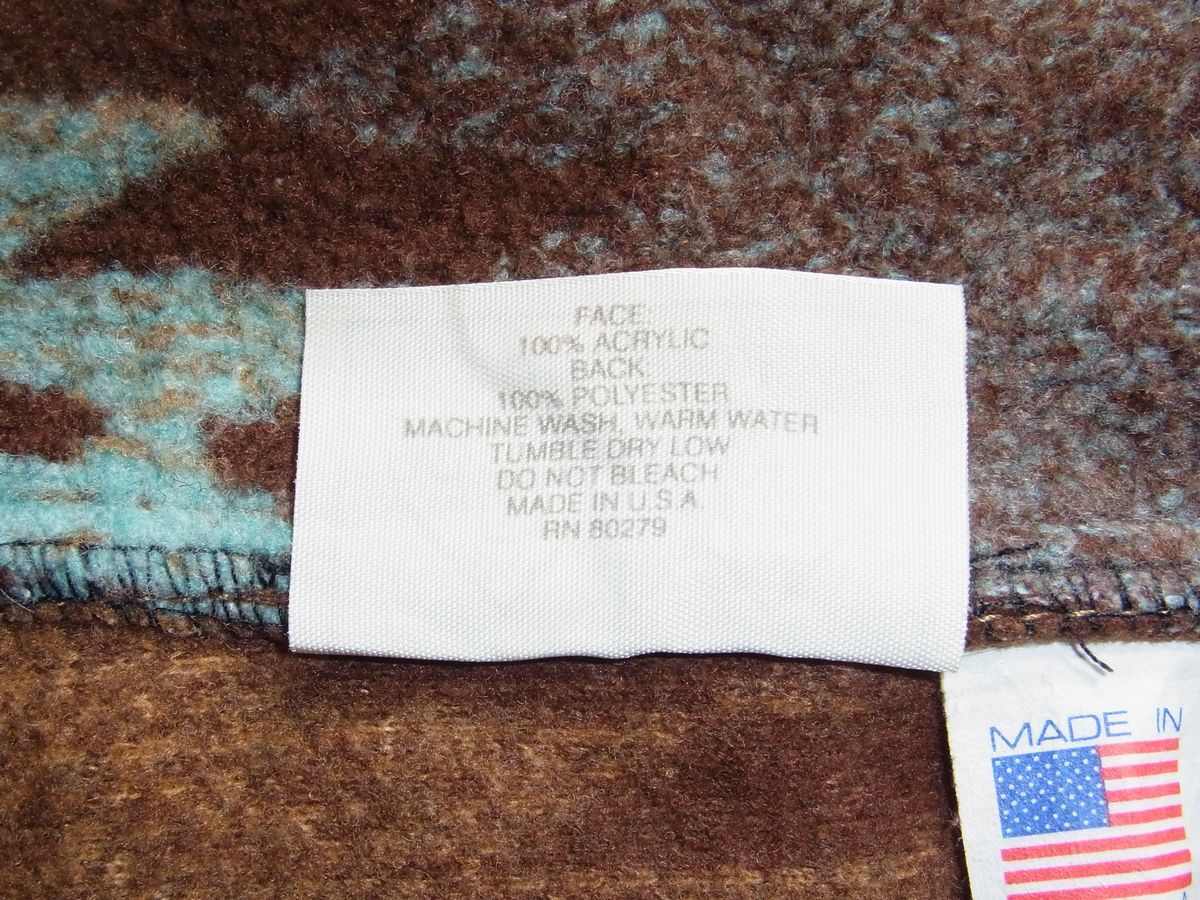 FACE:
100% ACRYLIC
BACK:
100% POLYESTER
MACHINE WASH, WARM WATER
TUMBLE DRY LOW
DO NOT BLEACH
MADE IN U.S.A.
RN 80279
MADE IN